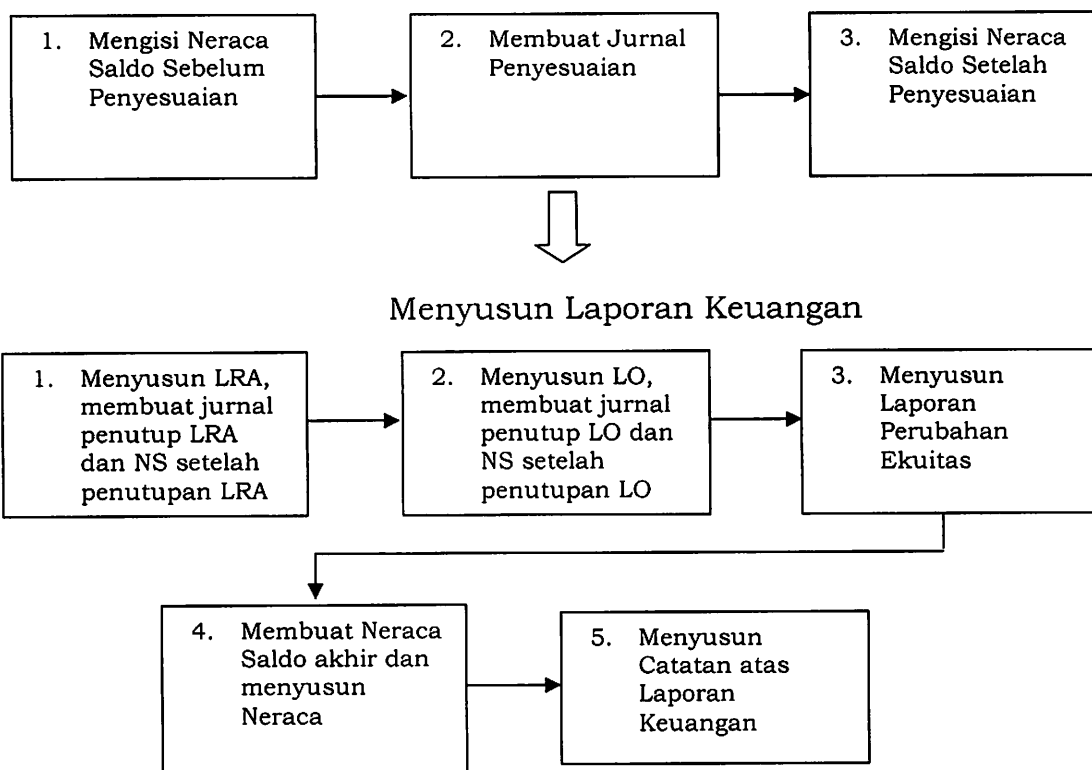 1. Mengisi Neraca
Saldo Sebelum
Penyesuaian
2. Membuat Jurnal
Penyesuaian
3. Mengisi Neraca
Saldo Setelah
Penyesuaian
Menyusun Laporan Keuangan
1. Menyusun LRA,
membuat jurnal
penutup LRA
dan NS setelah
penutupan LRA
2. Menyusun LO,
membuat jurnal
penutup LO dan
NS setelah
penutupan LO
3. Menyusun
Laporan
Perubahan
Ekuitas
4. Membuat Neraca
Saldo akhir dan
menyusun
Neraca
5. Menyusun
Catatan atas
Laporan
Keuangan